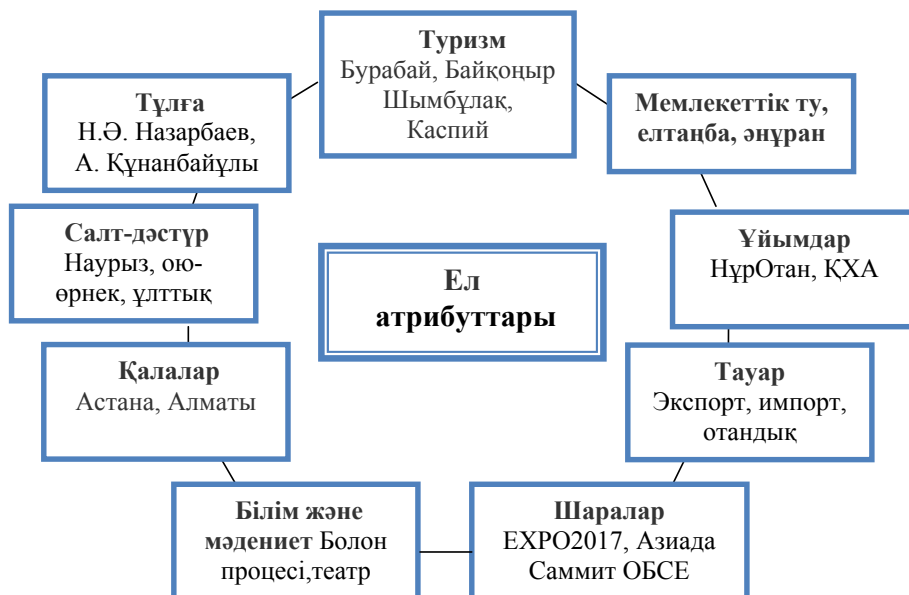 Туризм
Бурабай, Байқоңыр
Шымбұлақ,
Каспий
Мемлекеттік ту,
елтаңба, әнұран
Ұйымдар
НұрОтан, ҚХА
Тауар
Экспорт, импорт,
отандық
Шаралар
EXPO2017, Азиада
Саммит ОБСЕ
Білім және
мәдениет Болон
процесі,театр
Қалалар
Астана, Алматы
Салт-дәстүр
Наурыз, ою-
өрнек, ұлттық
Тұлға
Н.Ә. Назарбаев,
А. Құнанбайұлы
Ел
атрибуттары